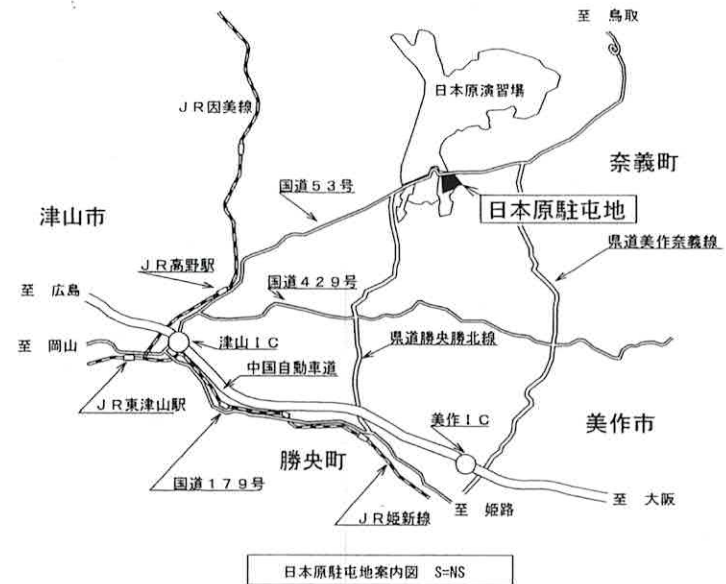 至 鳥取
日本原演習場
JR因美線
奈義町
国道53号
日本原駐屯地
津山市
県道美作奈義線
JR高野駅
国道429号
至 広島
至 岡山
津山IC
県道勝央勝北線
中国自動車道
JR東津山駅
美作IC
美作市
勝央町
国道179号
至 大阪
至 姫路
JR姫新線
日本原駐屯地案内図 S=NS